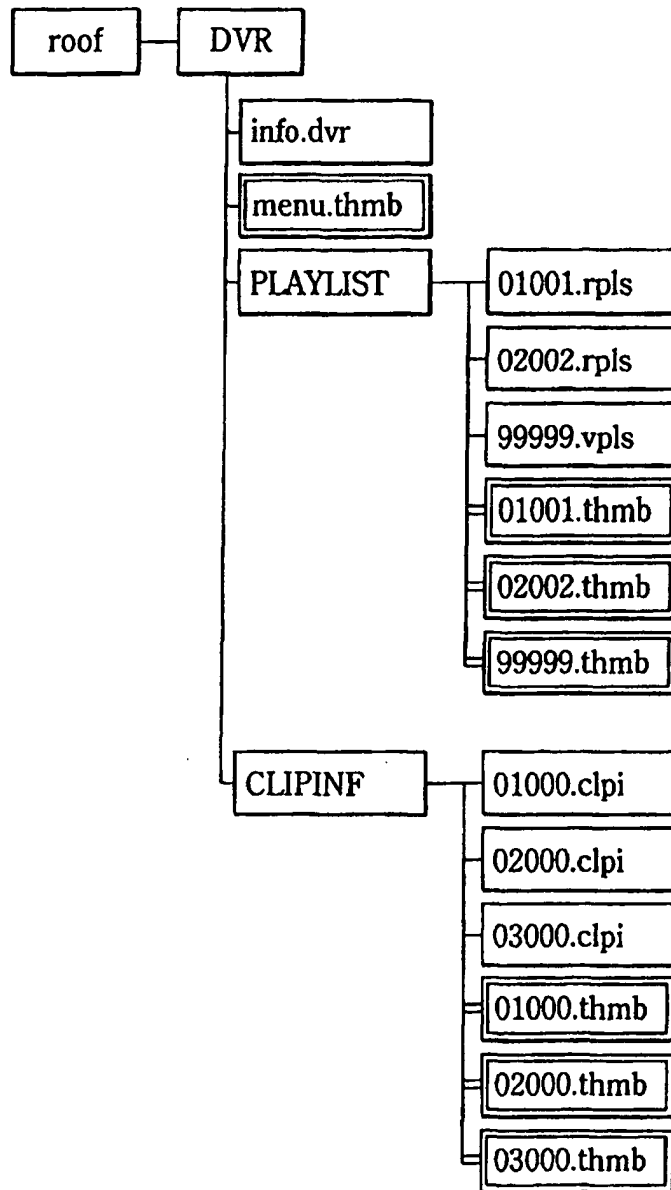 roof DVR
info.dvr
menu.thmb
PLAYLIST 01001.rpls
02002.rpls
99999.vpls
01001.thmb
02002.thmb
99999.thmb
CLIPINF 01000.clpi
02000.clpi
03000.clpi
01000.thmb
02000.thmb
03000.thmb